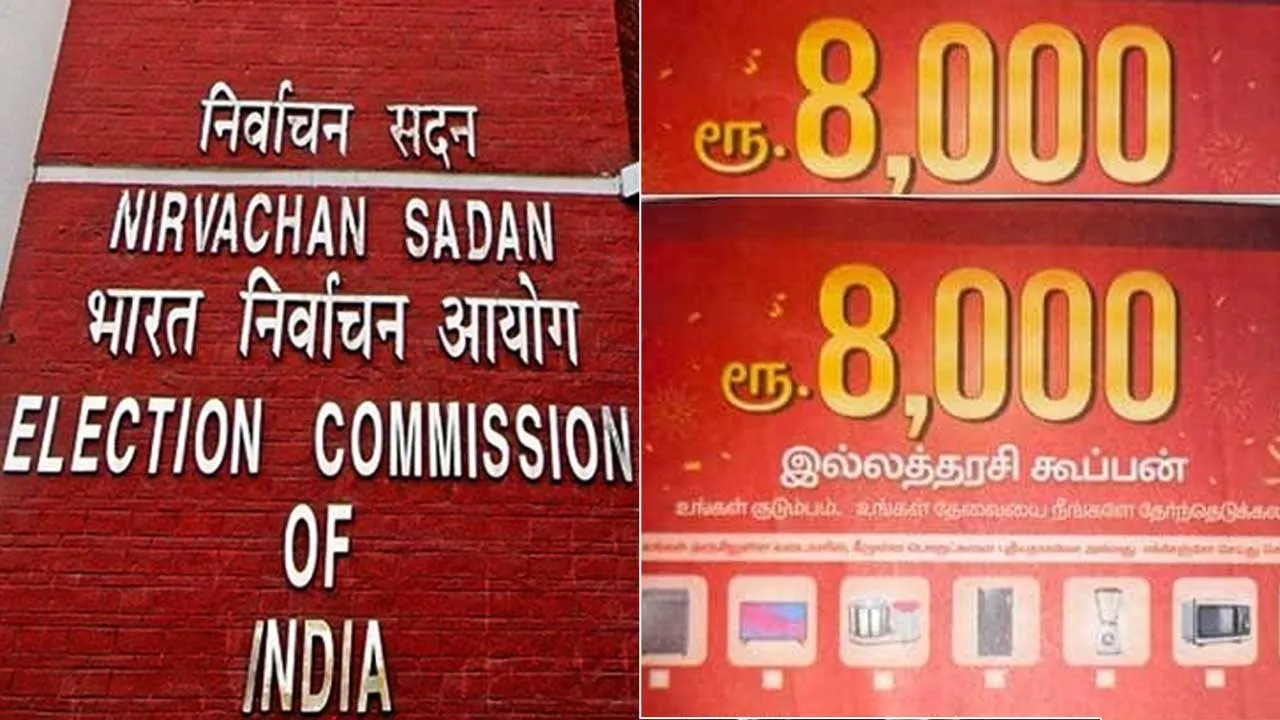 निर्वाचन सदन
NIRVACHAN SADAN
भारत निर्वाचन आयोग
ELECTION COMMISSION
OF
INDIA
ரூ.8,000
ரூ.8,000
இல்லத்தரசி கூப்பன்
உங்கள் குடும்பம். உங்கள் தேவையை நீங்களே தேர்ந்தெடுக்க